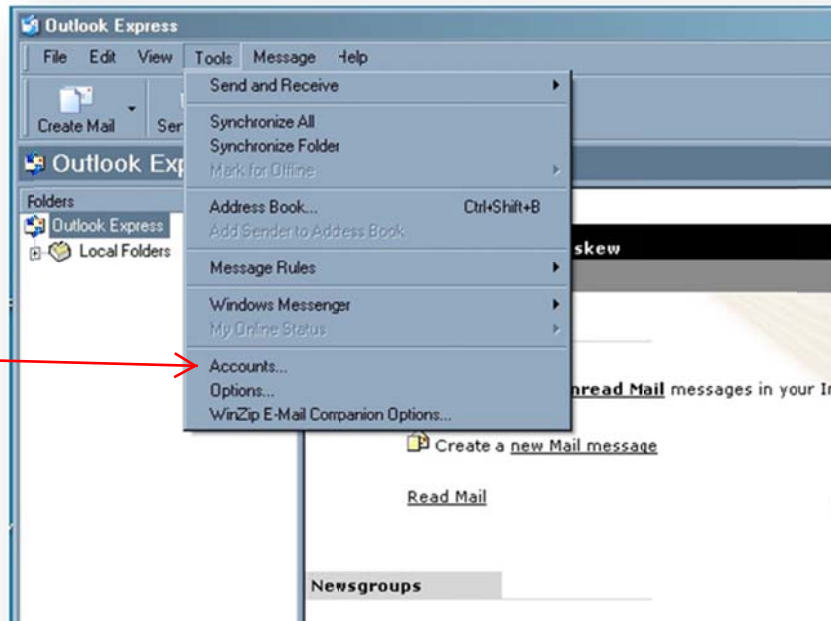 Outlook Express
File Edit View Tools Message Help
Create Mail Ser
Send and Receive
Synchronize All
Synchronize Folder
Mark for Offline
Address Book... Ctrl+Shift+B
Add Sender to Address Book
Message Rules
Windows Messenger
My Online Status
Accounts...
Options...
WinZip E-Mail Companion Options...
Outlook Exp
Folders
Outlook Express
Local Folders
skew
nread Mail messages in your I
Create a new Mail message
Read Mail
Newsgroups